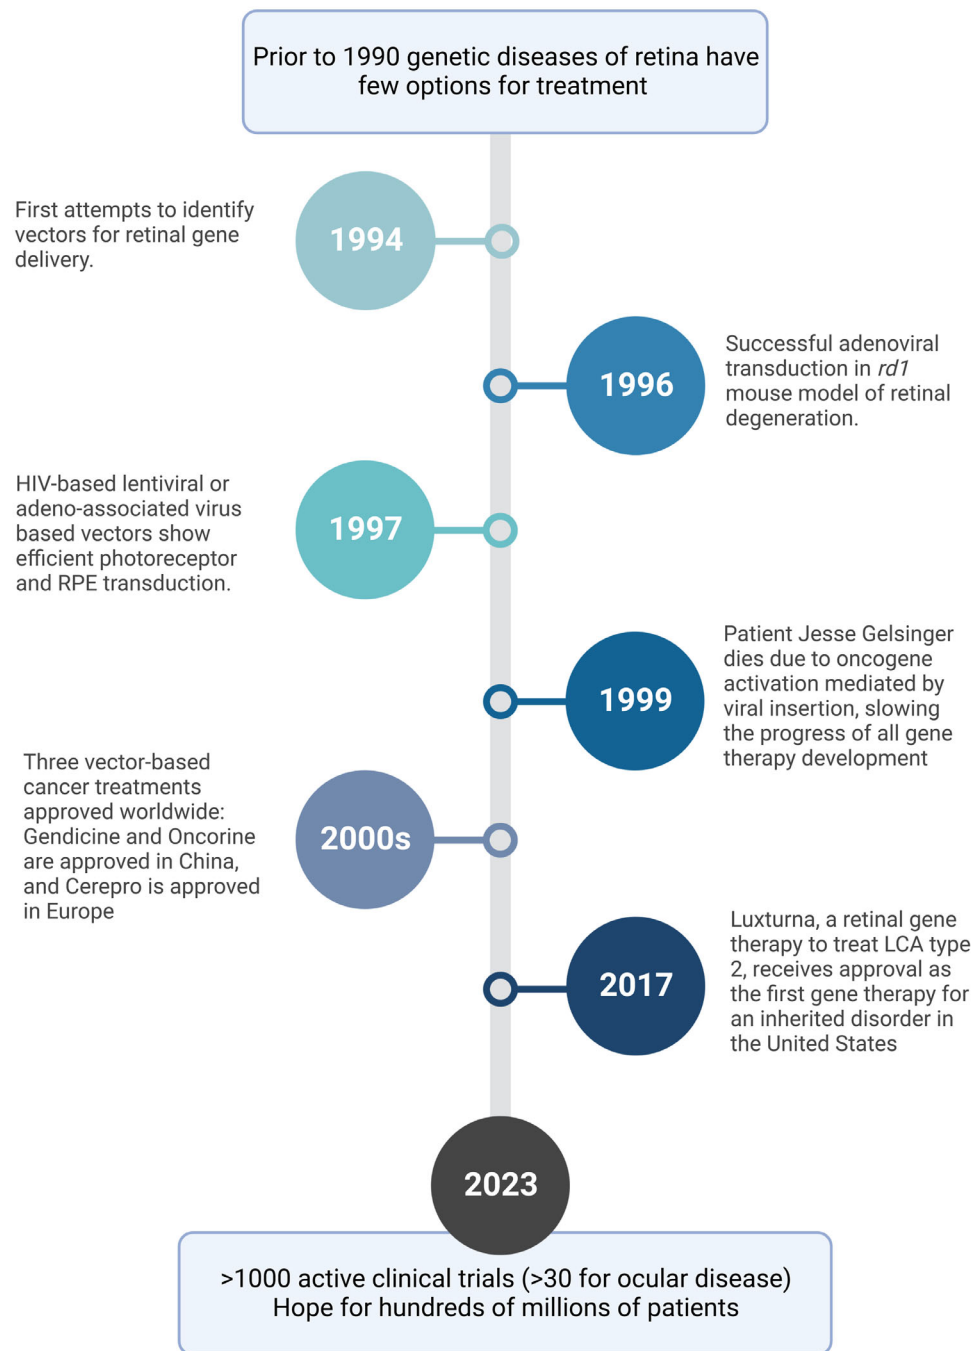 Prior to 1990 genetic diseases of retina have
few options for treatment
First attempts to identify
vectors for retinal gene
delivery.
1994
1996
Successful adenoviral
transduction in rd1
mouse model of retinal
degeneration.
HIV-based lentiviral or
adeno-associated virus
based vectors show
efficient photoreceptor
and RPE transduction.
1997
1999
Patient Jesse Gelsinger
dies due to oncogene
activation mediated by
viral insertion, slowing
the progress of all gene
therapy development
Three vector-based
cancer treatments
approved worldwide:
Gendicine and Oncorine
are approved in China,
and Cerepro is approved
in Europe
2000s
2017
Luxturna, a retinal gene
therapy to treat LCA type
2, receives approval as
the first gene therapy for
an inherited disorder in
the United States
2023
>1000 active clinical trials (>30 for ocular disease)
Hope for hundreds of millions of patients